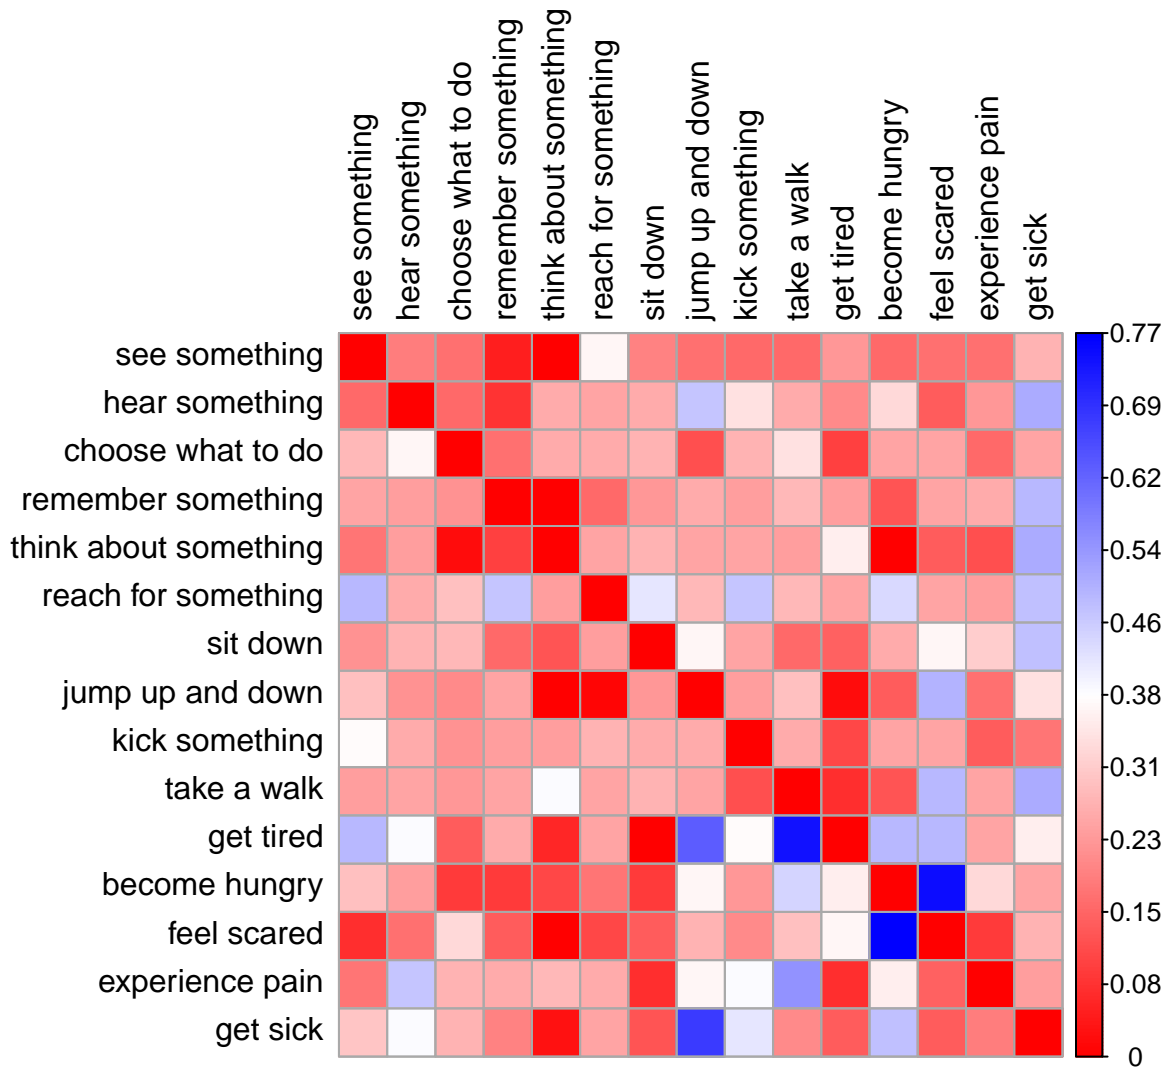 see something
hear something
choose what to do
remember something
think about something
reach for something
sit down
jump up and down
kick something
take a walk
get tired
become hungry
feel scared
experience pain
get sick
see something
hear something
choose what to do
remember something
think about something
reach for something
sit down
jump up and down
kick something
take a walk
get tired
become hungry
feel scared
experience pain
get sick
0.77
0.69
0.62
0.54
0.46
0.38
0.31
0.23
0.15
0.08
0